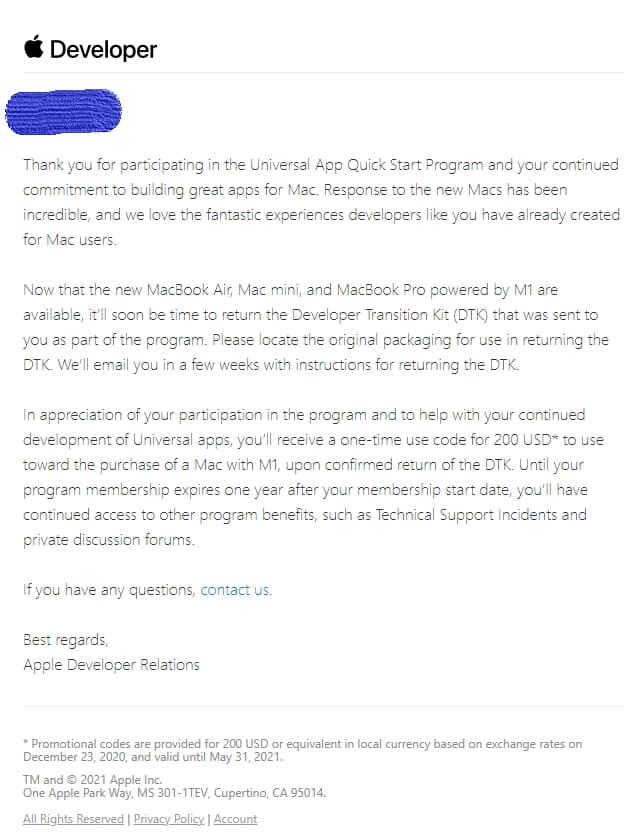 Developer
Thank you for participating in the Universal App Quick Start Program and your continued
commitment to building great apps for Mac. Response to the new Macs has been
incredible, and we love the fantastic experiences developers like you have already created
for Mac users.
Now that the new MacBook Air, Mac mini, and MacBook Pro powered by M1 are
available, it'll soon be time to return the Developer Transition Kit (DTK) that was sent to
you as part of the program. Please locate the original packaging for use in returning the
DTK. We'll email you in a few weeks with instructions for returning the DTK.
In appreciation of your participation in the program and to help with your continued
development of Universal apps, you'll receive a one-time use code for 200 USD* to use
toward the purchase of a Mac with M1, upon confirmed return of the DTK. Until your
program membership expires one year after your membership start date, you'll have
continued access to other program benefits, such as Technical Support Incidents and
private discussion forums.
If you have any questions, contact us.
Best regards,
Apple Developer Relations
* Promotional codes are provided for 200 USD or equivalent in local currency based on exchange rates on
December 23, 2020, and valid until May 31, 2021.
TM and © 2021 Apple Inc.
One Apple Park Way, MS 301-1TEV, Cupertino, CA 95014.
All Rights Reserved | Privacy Policy | Account